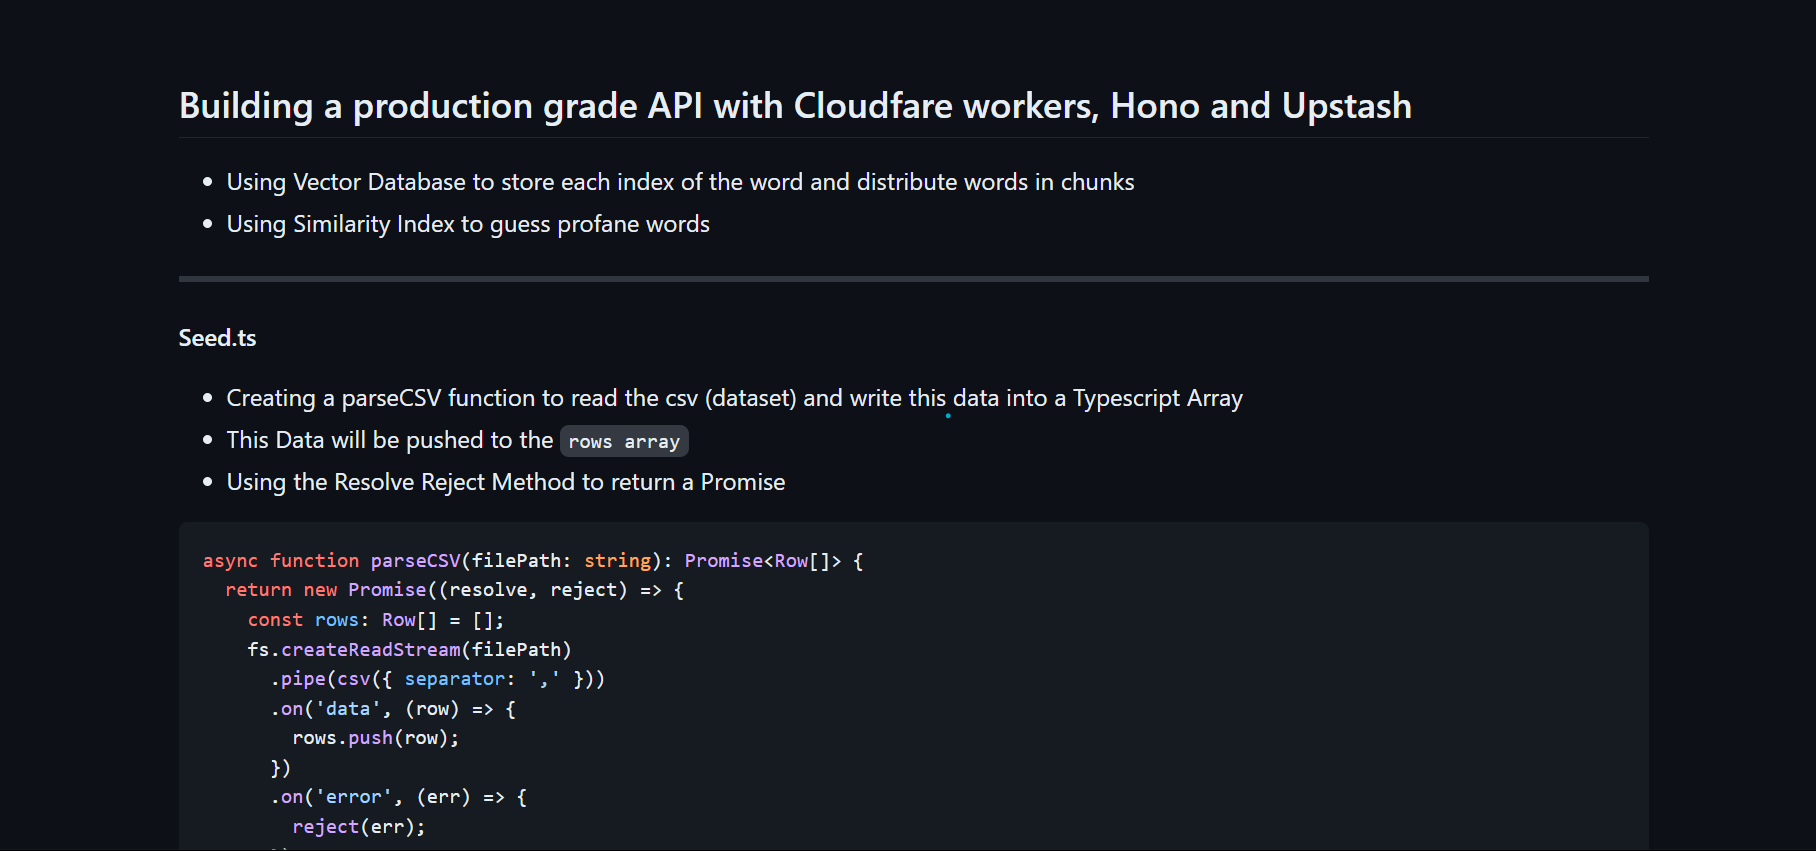 Building a production grade API with Cloudfare workers, Hono and Upstash
Using Vector Database to store each index of the word and distribute words in chunks
Using Similarity Index to guess profane words
Seed.ts
Creating a parseCSV function to read the csv (dataset) and write this data into a Typescript Array
This Data will be pushed to the rows array
Using the Resolve Reject Method to return a Promise
async function parseCSV(filePath: string): Promise<Row[]> {
  return new Promise((resolve, reject) => {
    const rows: Row[] = [];
    fs.createReadStream(filePath)
      .pipe(csv({ separator: ',' }))
      .on('data', (row) => {
        rows.push(row);
      })
      .on('error', (err) => {
        reject(err);